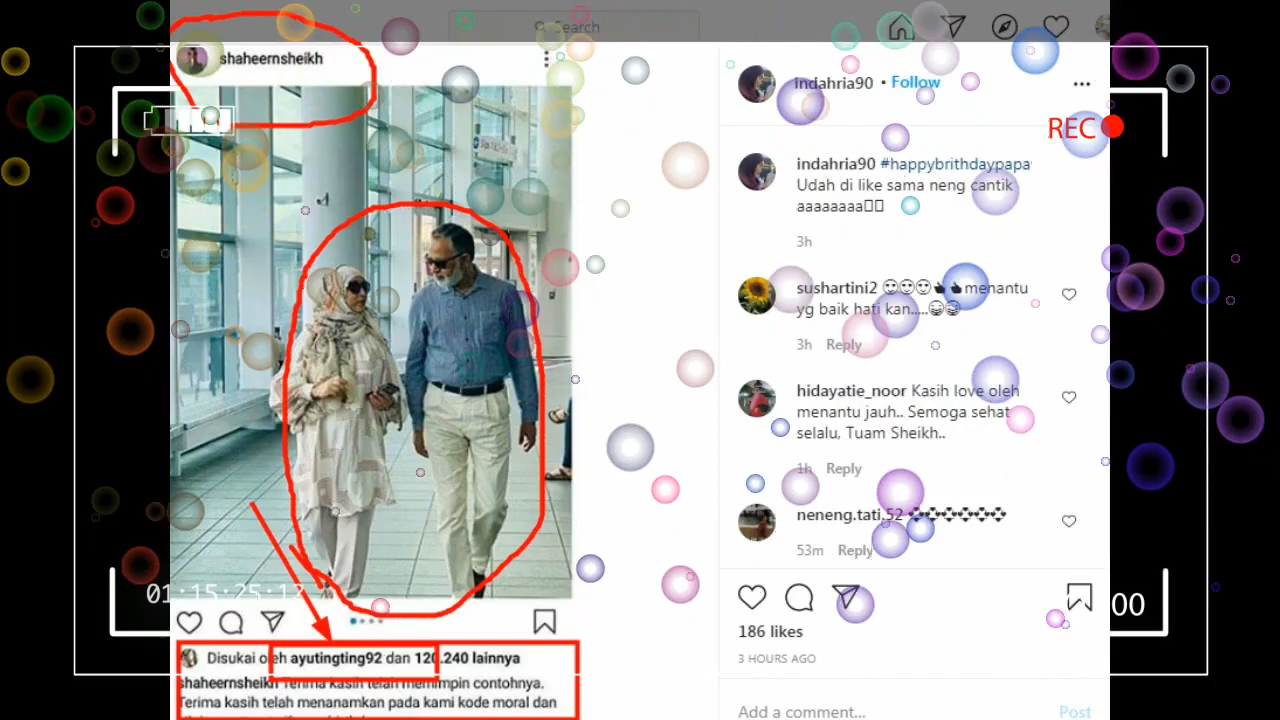 Search
shaheernsheikh
Disukai oleh ayutingting92 dan 120.240 lainnya
shaheernsheikh Terima kasih telah memimpin contohnya.
Terima kasih telah menanamkan pada kami kode moral dan
indahria90 • Follow
REC
indahria90 #happybrithdaypapa
Udah di like sama neng cantik
aaaaaaaa
3h
sushartini2 menantu
yg baik hati kan.....
3h Reply
hidayatie_noor Kasih love oleh
menantu jauh.. Semoga sehat
selalu, Tuam Sheikh..
1h Reply
neneng.tati.52
53m Reply
01:15:25:12
00
186 likes
3 HOURS AGO
Add a comment... Post